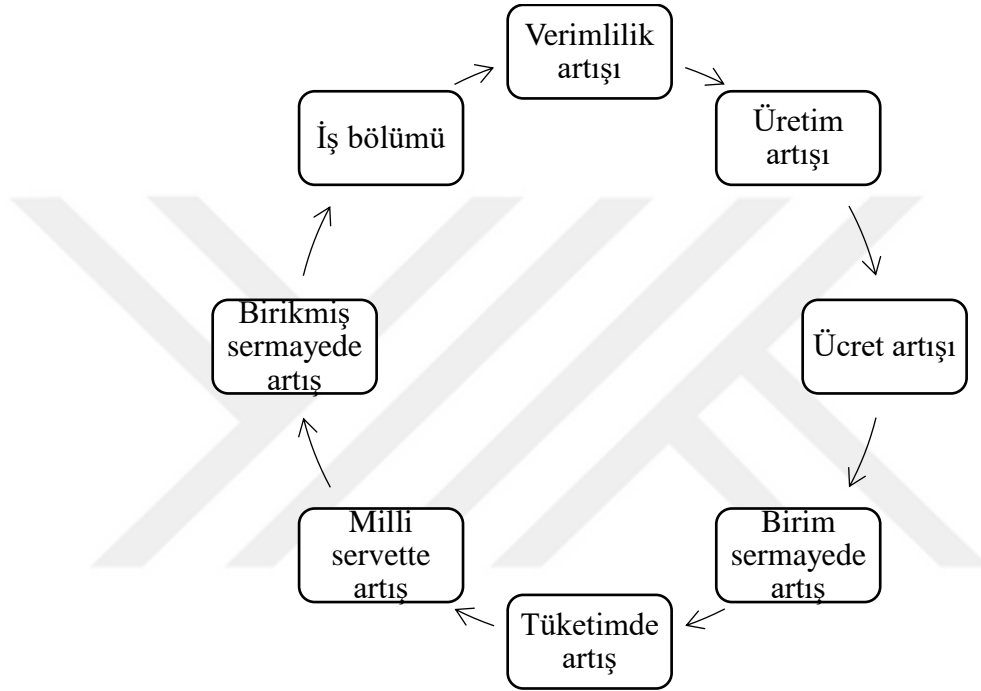 Verimlilik
artışı
Üretim
artışı
Ücret artışı
Birim
sermayede
artış
Tüketimde
artış
Milli
servette
artış
Birikmiş
sermayede
artış
İş bölümü